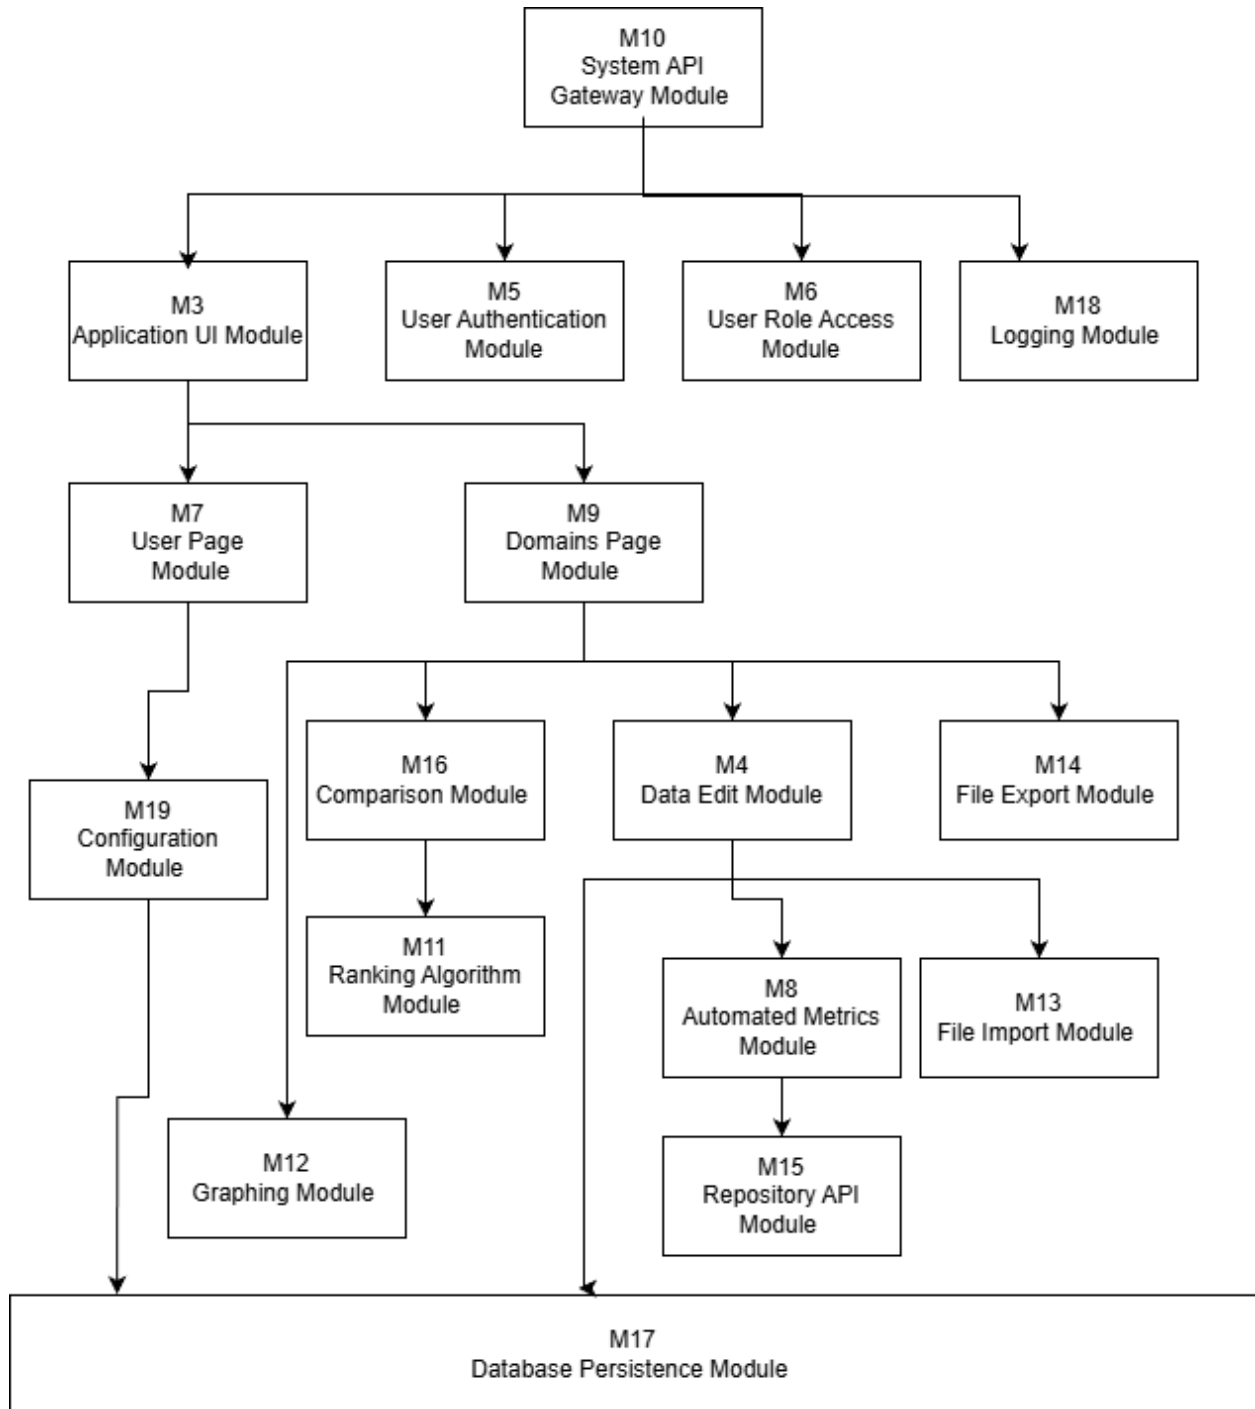 M10
System API
Gateway Module
M3
Application UI Module
M5
User Authentication
Module
M6
User Role Access
Module
M18
Logging Module
M7
User Page
Module
M9
Domains Page
Module
M16
Comparison Module
M4
Data Edit Module
M14
File Export Module
M19
Configuration
Module
M11
Ranking Algorithm
Module
M8
Automated Metrics
Module
M13
File Import Module
M12
Graphing Module
M15
Repository API
Module
M17
Database Persistence Module